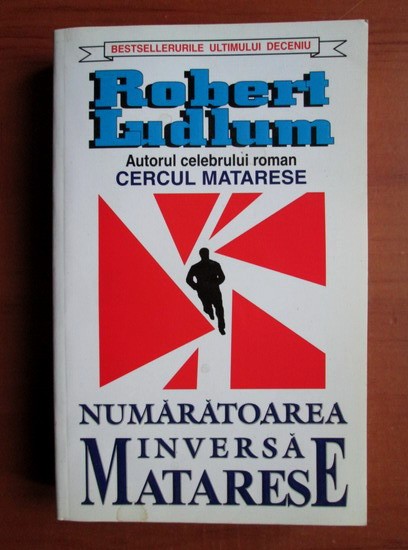 BESTSELLERURILE ULTIMULUI DECENIU
Robert
Ludlum
Autorul celebrului roman
CERCUL MATARESE
NUMĂRĂTOAREA
INVERSĂ
MATARESE